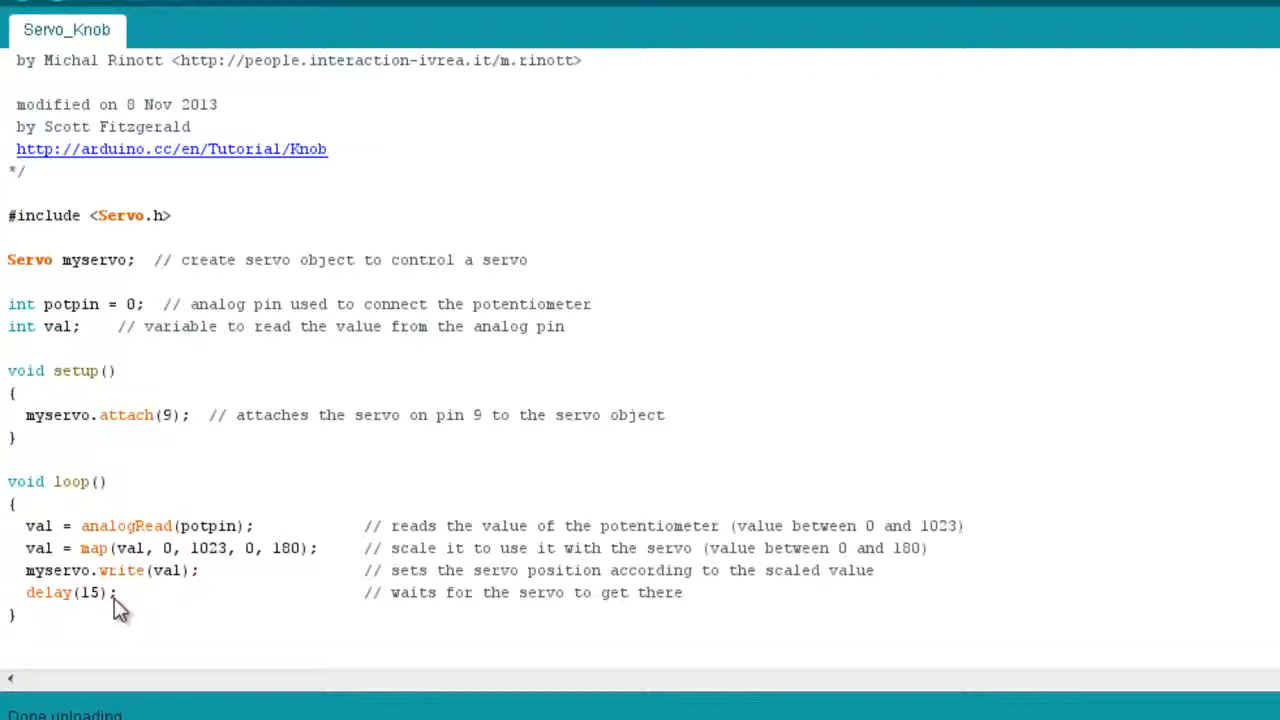 Servo_Knob
by Michal Rinott <http://people.interaction-ivrea.it/m.rinott>
modified on 8 Nov 2013
by Scott Fitzgerald
http://arduino.cc/en/Tutorial/Knob
*/
#include <Servo.h>
Servo myservo;  // create servo object to control a servo
int potpin = 0;  // analog pin used to connect the potentiometer
int val;    // variable to read the value from the analog pin
void setup()
{
  myservo.attach(9);  // attaches the servo on pin 9 to the servo object
}
void loop()
{
  val = analogRead(potpin);            // reads the value of the potentiometer (value between 0 and 1023)
  val = map(val, 0, 1023, 0, 180);     // scale it to use it with the servo (value between 0 and 180)
  myservo.write(val);                  // sets the servo position according to the scaled value
  delay(15);                           // waits for the servo to get there
}
Done uploading